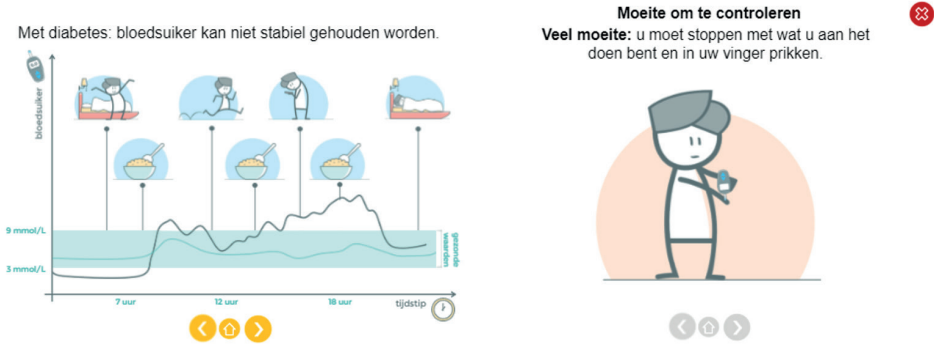 Met diabetes: bloedsuiker kan niet stabiel gehouden worden.
bloedsuiker
9 mmol/L
3 mmol/L
gezonde
waarden
7 uur
12 uur
18 uur
tijdstip
Moeite om te controleren
Veel moeite: u moet stoppen met wat u aan het
doen bent en in uw vinger prikken.